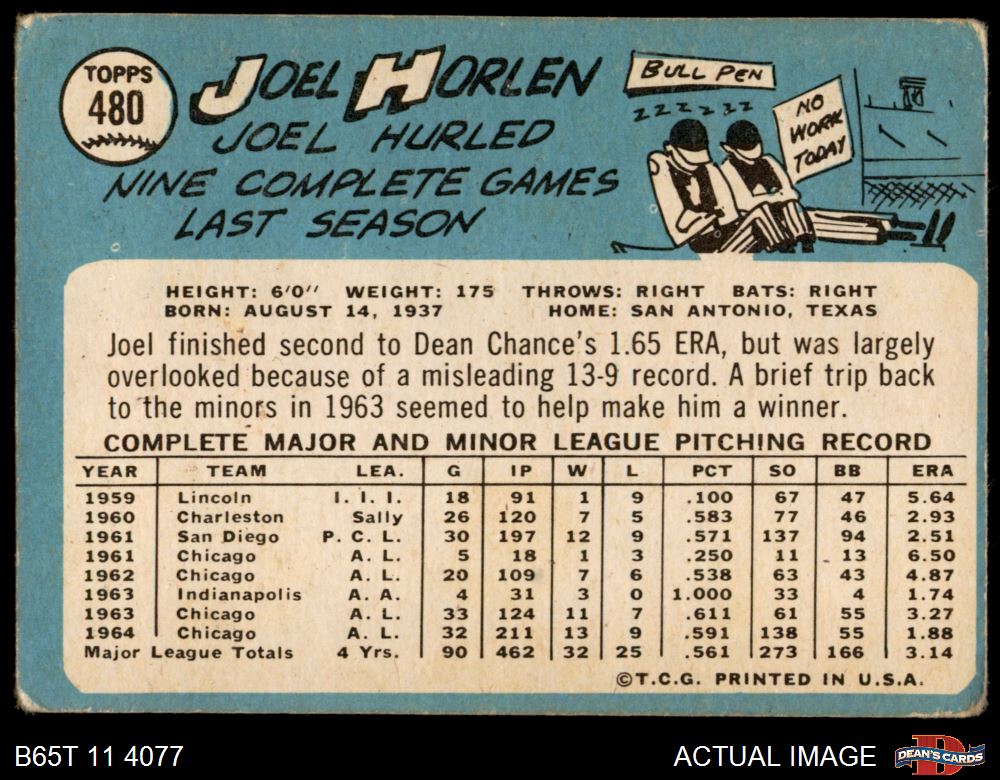 TOPPS
480
JOEL HORLEN
JOEL HURLED
NINE COMPLETE GAMES
LAST SEASON
BULL PEN
Z Z Z Z Z Z
NO
WORK
TODAY
HEIGHT: 6'0" WEIGHT: 175 THROWS: RIGHT BATS: RIGHT
BORN: AUGUST 14, 1937 HOME: SAN ANTONIO, TEXAS
Joel finished second to Dean Chance's 1.65 ERA, but was largely
overlooked because of a misleading 13-9 record. A brief trip back
to the minors in 1963 seemed to help make him a winner.
COMPLETE MAJOR AND MINOR LEAGUE PITCHING RECORD
YEAR TEAM LEA. G IP W L PCT SO BB ERA
1959 Lincoln I. I. I. 18 91 1 9 .100 67 47 5.64
1960 Charleston Sally 26 120 7 5 .583 77 46 2.93
1961 San Diego P. C. L. 30 197 12 9 .571 137 94 2.51
1961 Chicago A. L. 5 18 1 3 .250 11 13 6.50
1962 Chicago A. L. 20 109 7 6 .538 63 43 4.87
1963 Indianapolis A. A. 4 31 3 0 1.000 33 4 1.74
1963 Chicago A. L. 33 124 11 7 .611 61 55 3.27
1964 Chicago A. L. 32 211 13 9 .591 138 55 1.88
Major League Totals 4 Yrs. 90 462 32 25 .561 273 166 3.14
©T.C.G. PRINTED IN U.S.A.
B65T 11 4077
ACTUAL IMAGE
DEAN'S CARDS